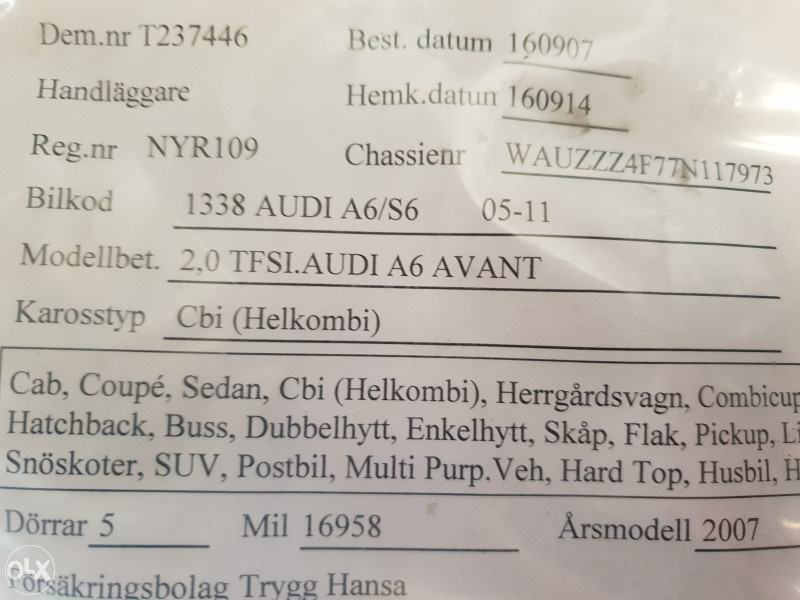 Dem.nr T237446 Best. datum 160907
Handläggare Hemk.datum 160914
Reg.nr NYR109 Chassienr WAUZZZ4F77N117973
Bilkod 1338 AUDI A6/S6 05-11
Modellbet. 2,0 TFSI.AUDI A6 AVANT
Karosstyp Cbi (Helkombi)
Cab, Coupé, Sedan, Cbi (Helkombi), Herrgårdsvagn, Combicup
Hatchback, Buss, Dubbelhytt, Enkelhytt, Skåp, Flak, Pickup, Li
Snöskoter, SUV, Postbil, Multi Purp.Veh, Hard Top, Husbil, H
Dörrar 5 Mil 16958 Årsmodell 2007
Försäkringsbolag Trygg Hansa
OLX